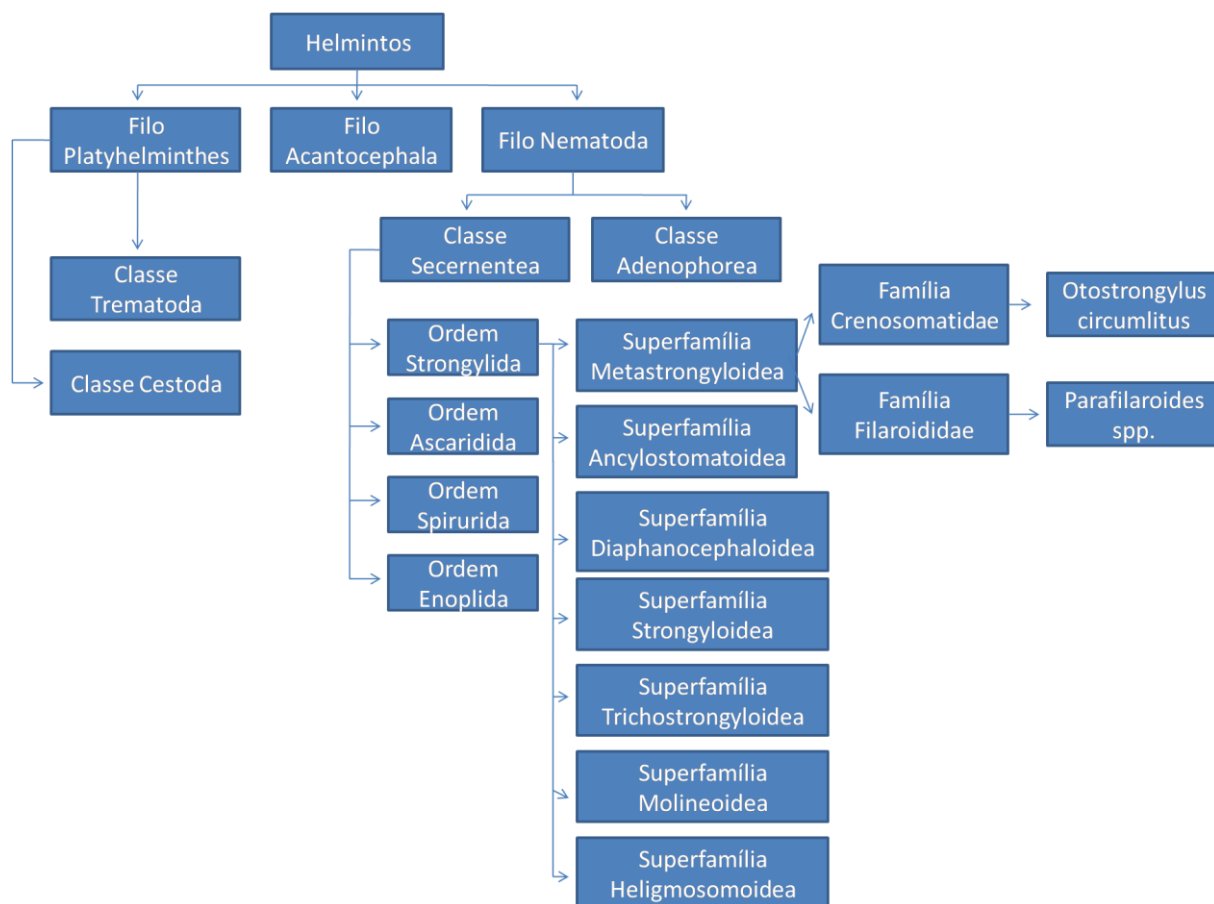 Helmintos
Filo
Platyhelminthes
Filo
Acantocephala
Filo Nematoda
Classe
Trematoda
Classe Cestoda
Classe
Secernentea
Classe
Adenophorea
Ordem
Strongylida
Ordem
Ascaridida
Ordem
Spirurida
Ordem
Enoplida
Superfamília
Metastrongyloidea
Superfamília
Ancylostomatoidea
Superfamília
Diaphanocephaloidea
Superfamília
Strongyloidea
Superfamília
Trichostrongyloidea
Superfamília
Molineoidea
Superfamília
Heligmosomoidea
Família
Crenosomatidae
Otostrongylus
circumlitus
Família
Filaroididae
Parafilaroides
spp.